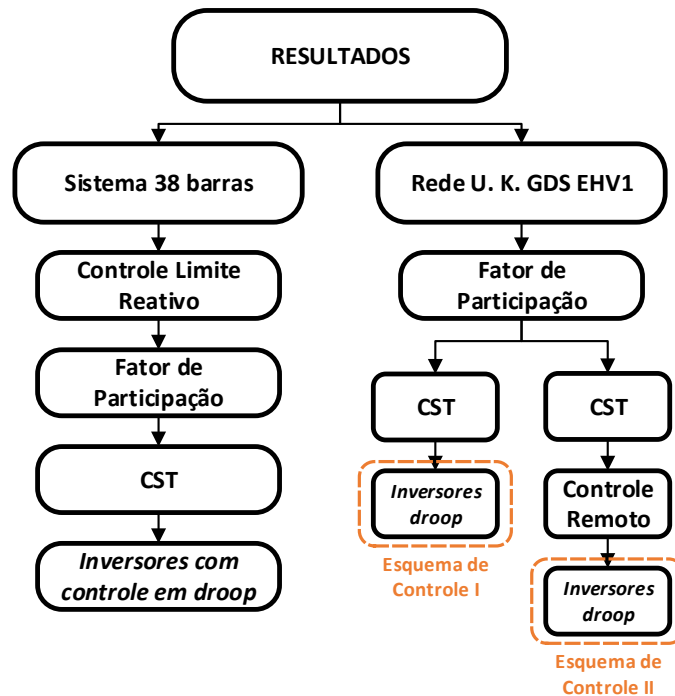 RESULTADOS
Sistema 38 barras
Rede U. K. GDS EHV1
Controle Limite
Reativo
Fator de
Participação
Fator de
Participação
CST
CST
CST
Inversores
droop
Controle
Remoto
Inversores com
controle em droop
Esquema de
Controle I
Inversores
droop
Esquema de
Controle II